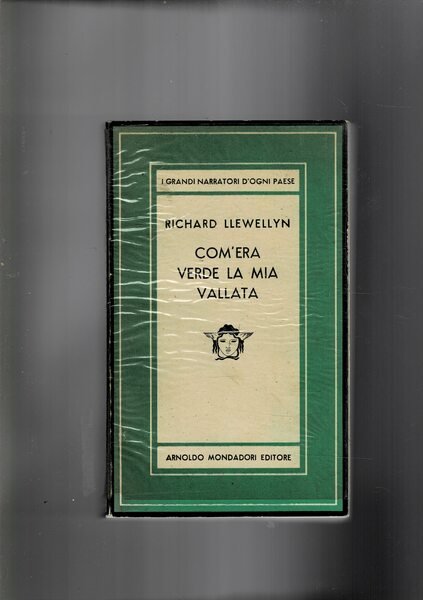 I GRANDI NARRATORI D'OGNI PAESE
RICHARD LLEWELLYN
COM'ERA
VERDE LA MIA
VALLATA
ARNOLDO MONDADORI EDITORE